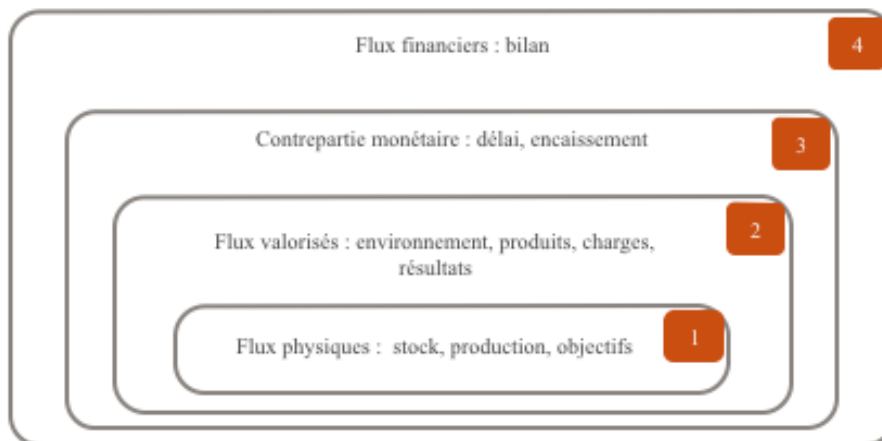 Flux financiers : bilan
4
Contrepartie monétaire : délai, encaissement
3
Flux valorisés : environnement, produits, charges,
résultats
2
Flux physiques :  stock, production, objectifs
1